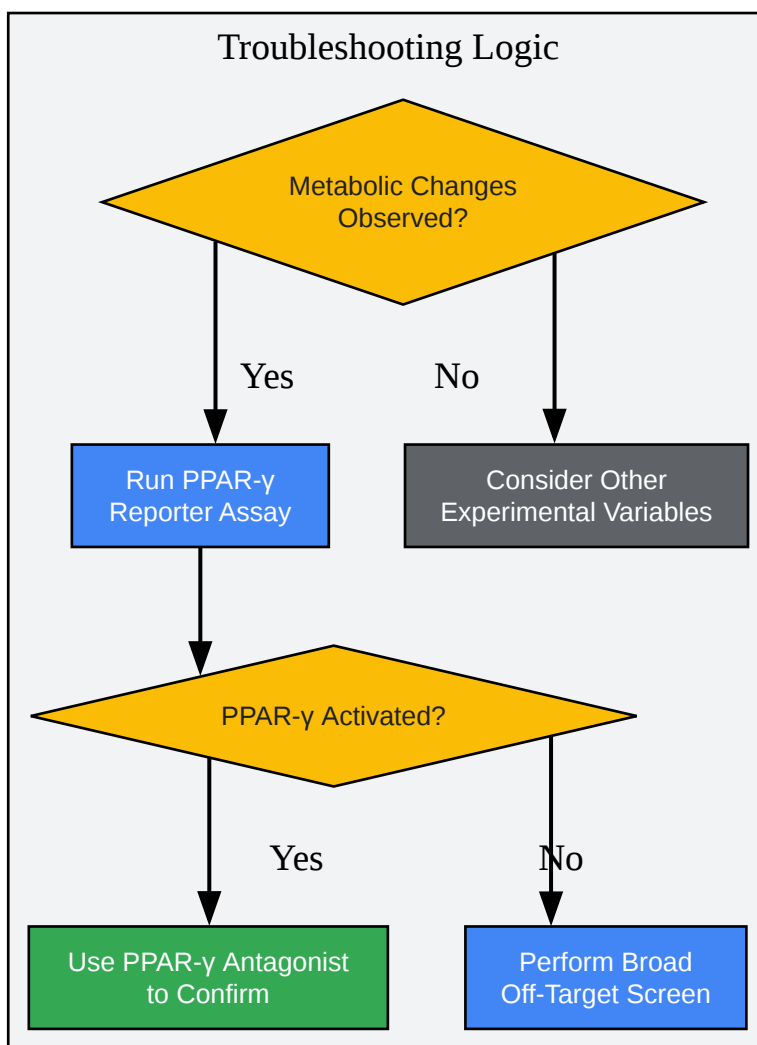 Troubleshooting Logic
Metabolic Changes
Observed?
Yes
No
Run PPAR-γ
Reporter Assay
Consider Other
Experimental Variables
PPAR-γ Activated?
Yes
No
Use PPAR-γ Antagonist
to Confirm
Perform Broad
Off-Target Screen